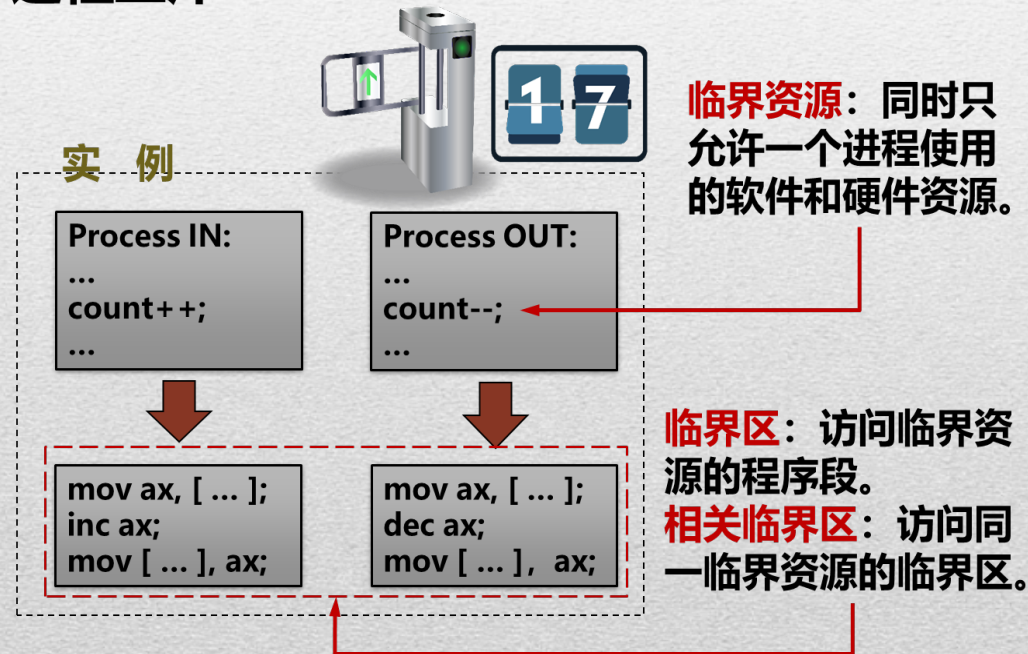 17
临界资源：同时只
允许一个进程使用
的软件和硬件资源。
实 例
Process IN:
...
count++;
...
Process OUT:
...
count--;
...
mov ax, [ ... ];
inc ax;
mov [ ... ], ax;
mov ax, [ ... ];
dec ax;
mov [ ... ], ax;
临界区：访问临界资
源的程序段。
相关临界区：访问同
一临界资源的临界区。